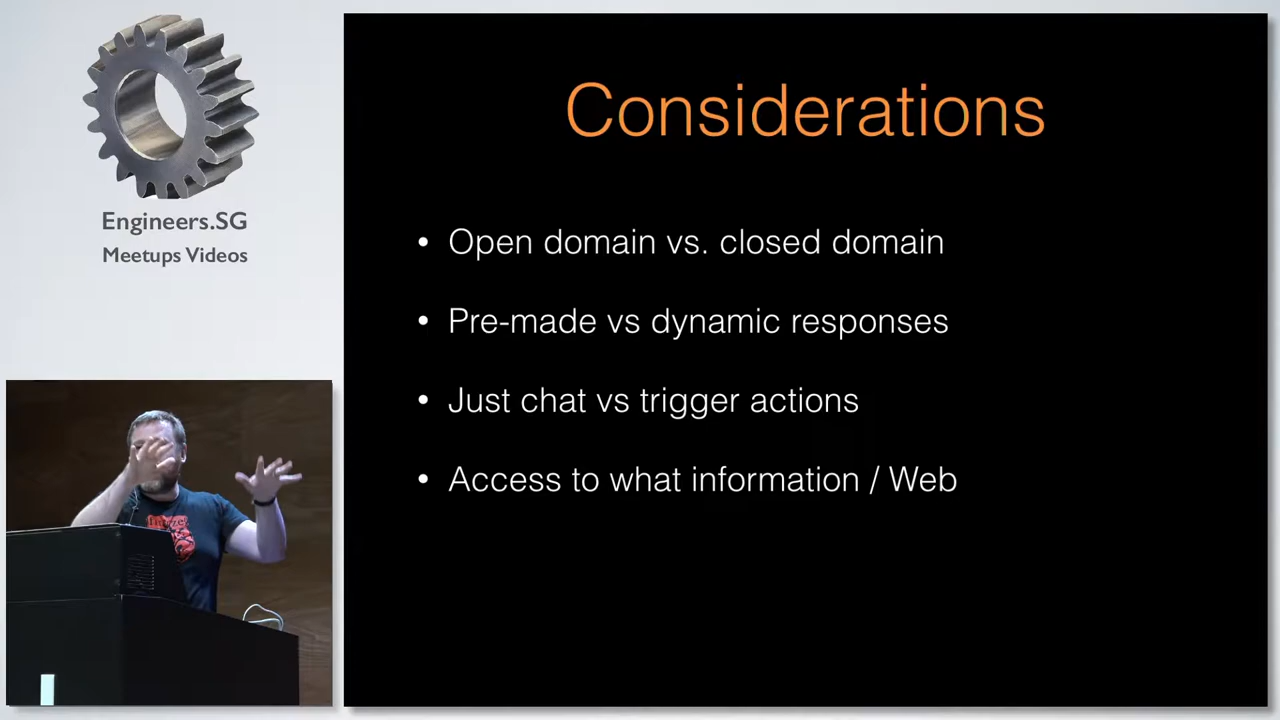 Engineers.SG
Meetups Videos
Considerations
• Open domain vs. closed domain
• Pre-made vs dynamic responses
• Just chat vs trigger actions
• Access to what information / Web